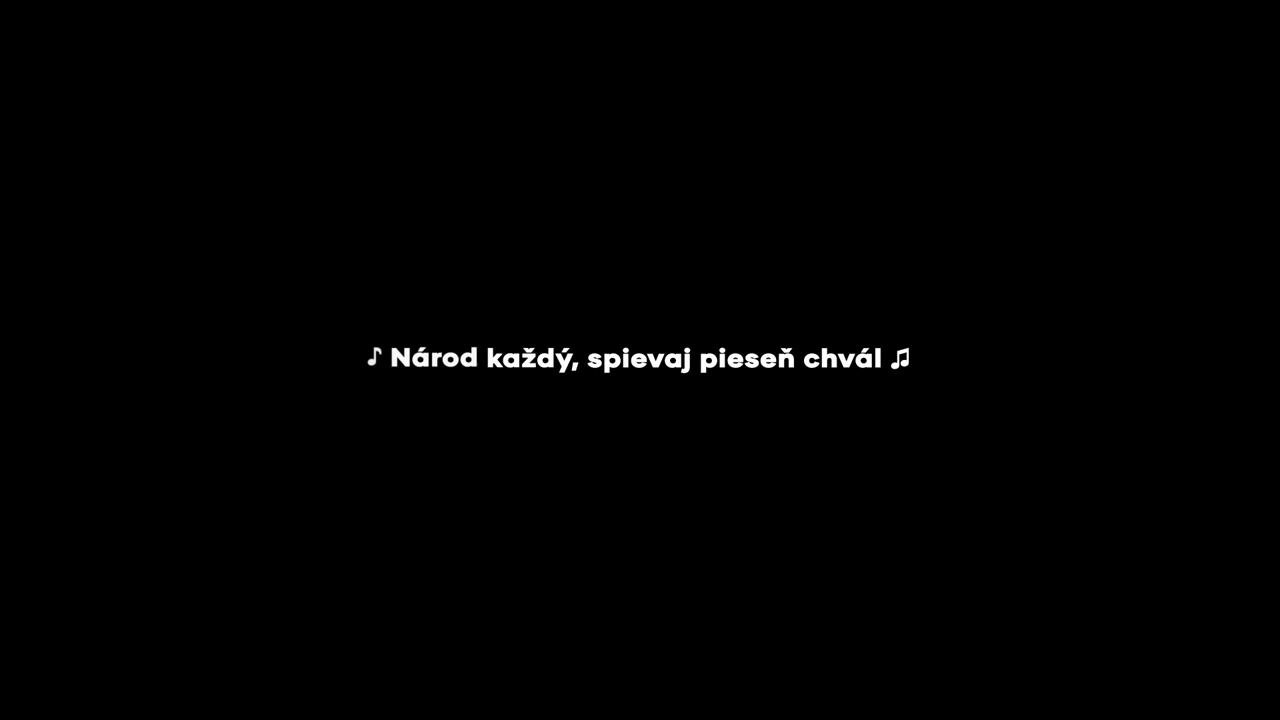 ♪ Národ každý, spievaj pieseň chvál ♫